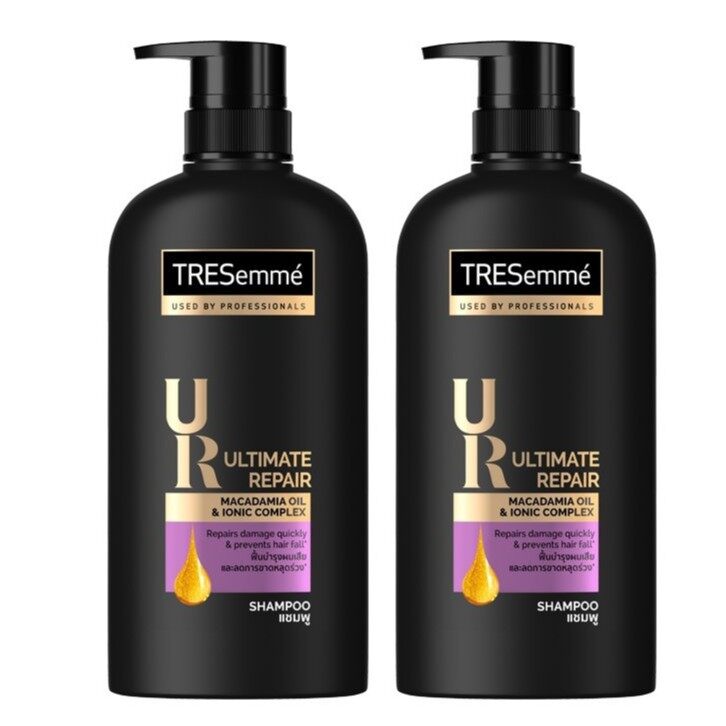 TRESemmé
USED BY PROFESSIONALS
UR
ULTIMATE
REPAIR
MACADAMIA OIL
& IONIC COMPLEX
Repairs damage quickly
& prevents hair fall*
ฟื้นบำรุงผมเสีย
และลดการขาดหลุดร่วง*
SHAMPOO
แชมพู
TRESemmé
USED BY PROFESSIONALS
UR
ULTIMATE
REPAIR
MACADAMIA OIL
& IONIC COMPLEX
Repairs damage quickly
& prevents hair fall*
ฟื้นบำรุงผมเสีย
และลดการขาดหลุดร่วง*
SHAMPOO
แชมพู